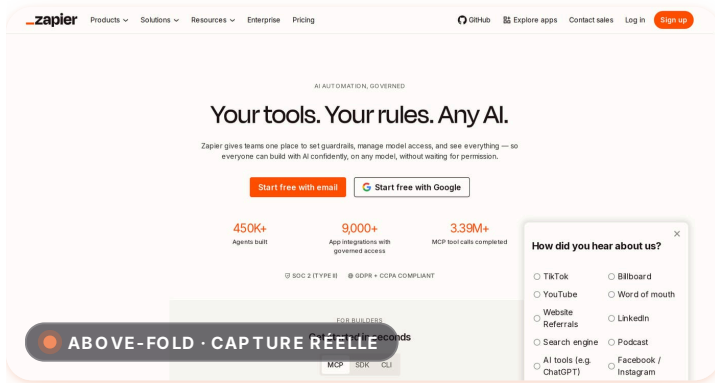 zapier Products Solutions Resources Enterprise Pricing GitHub Explore apps Contact sales Log in Sign up
AI AUTOMATION, GOVERNED
Your tools. Your rules. Any AI.
Zapier gives teams one place to set guardrails, manage model access, and see everything — so
everyone can build with AI confidently, on any model, without waiting for permission.
Start free with email Start free with Google
450K+ 9,000+ 3.39M+
Agents built App integrations with MCP tool calls completed
governed access
SOC 2 (TYPE II) GDPR + CCPA COMPLIANT
How did you hear about us?
TikTok Billboard
YouTube Word of mouth
Website
Referrals LinkedIn
Search engine Podcast
AI tools (e.g. Facebook /
ChatGPT) Instagram
FOR BUILDERS
Get started in seconds
MCP SDK CLI
ABOVE-FOLD · CAPTURE RÉELLE